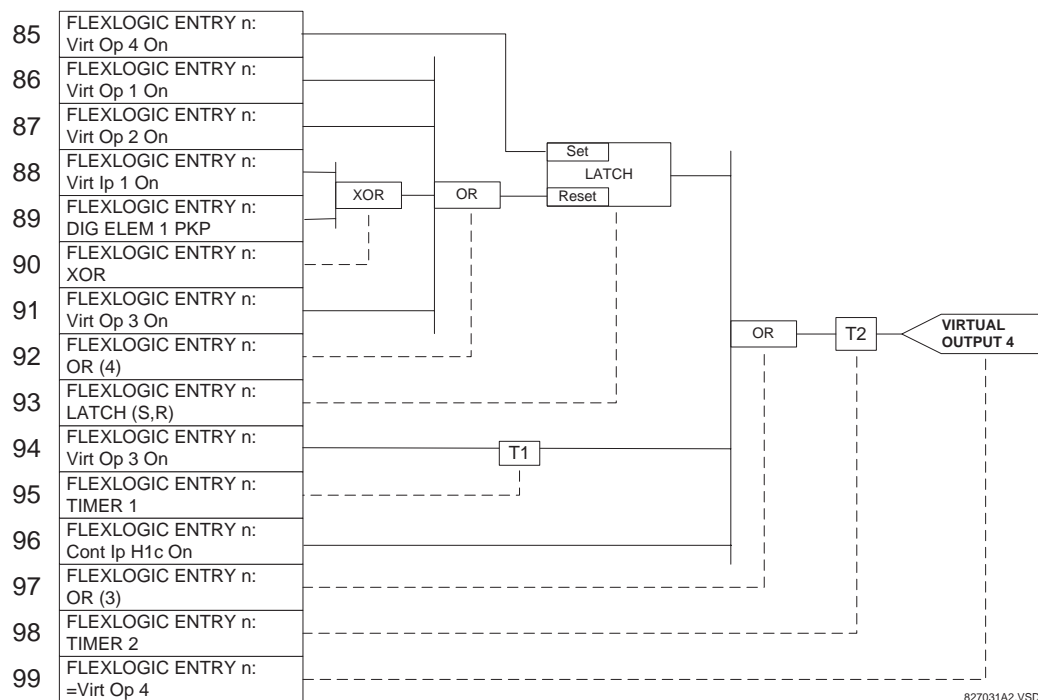 85
FLEXLOGIC ENTRY n:
Virt Op 4 On
86
FLEXLOGIC ENTRY n:
Virt Op 1 On
87
FLEXLOGIC ENTRY n:
Virt Op 2 On
88
FLEXLOGIC ENTRY n:
Virt Ip 1 On
89
FLEXLOGIC ENTRY n:
DIG ELEM 1 PKP
90
FLEXLOGIC ENTRY n:
XOR
91
FLEXLOGIC ENTRY n:
Virt Op 3 On
92
FLEXLOGIC ENTRY n:
OR (4)
93
FLEXLOGIC ENTRY n:
LATCH (S,R)
94
FLEXLOGIC ENTRY n:
Virt Op 3 On
95
FLEXLOGIC ENTRY n:
TIMER 1
96
FLEXLOGIC ENTRY n:
Cont Ip H1c On
97
FLEXLOGIC ENTRY n:
OR (3)
98
FLEXLOGIC ENTRY n:
TIMER 2
99
FLEXLOGIC ENTRY n:
=Virt Op 4
XOR
OR
Set
LATCH
Reset
T1
OR
T2
VIRTUAL
OUTPUT 4
827031A2.VSD